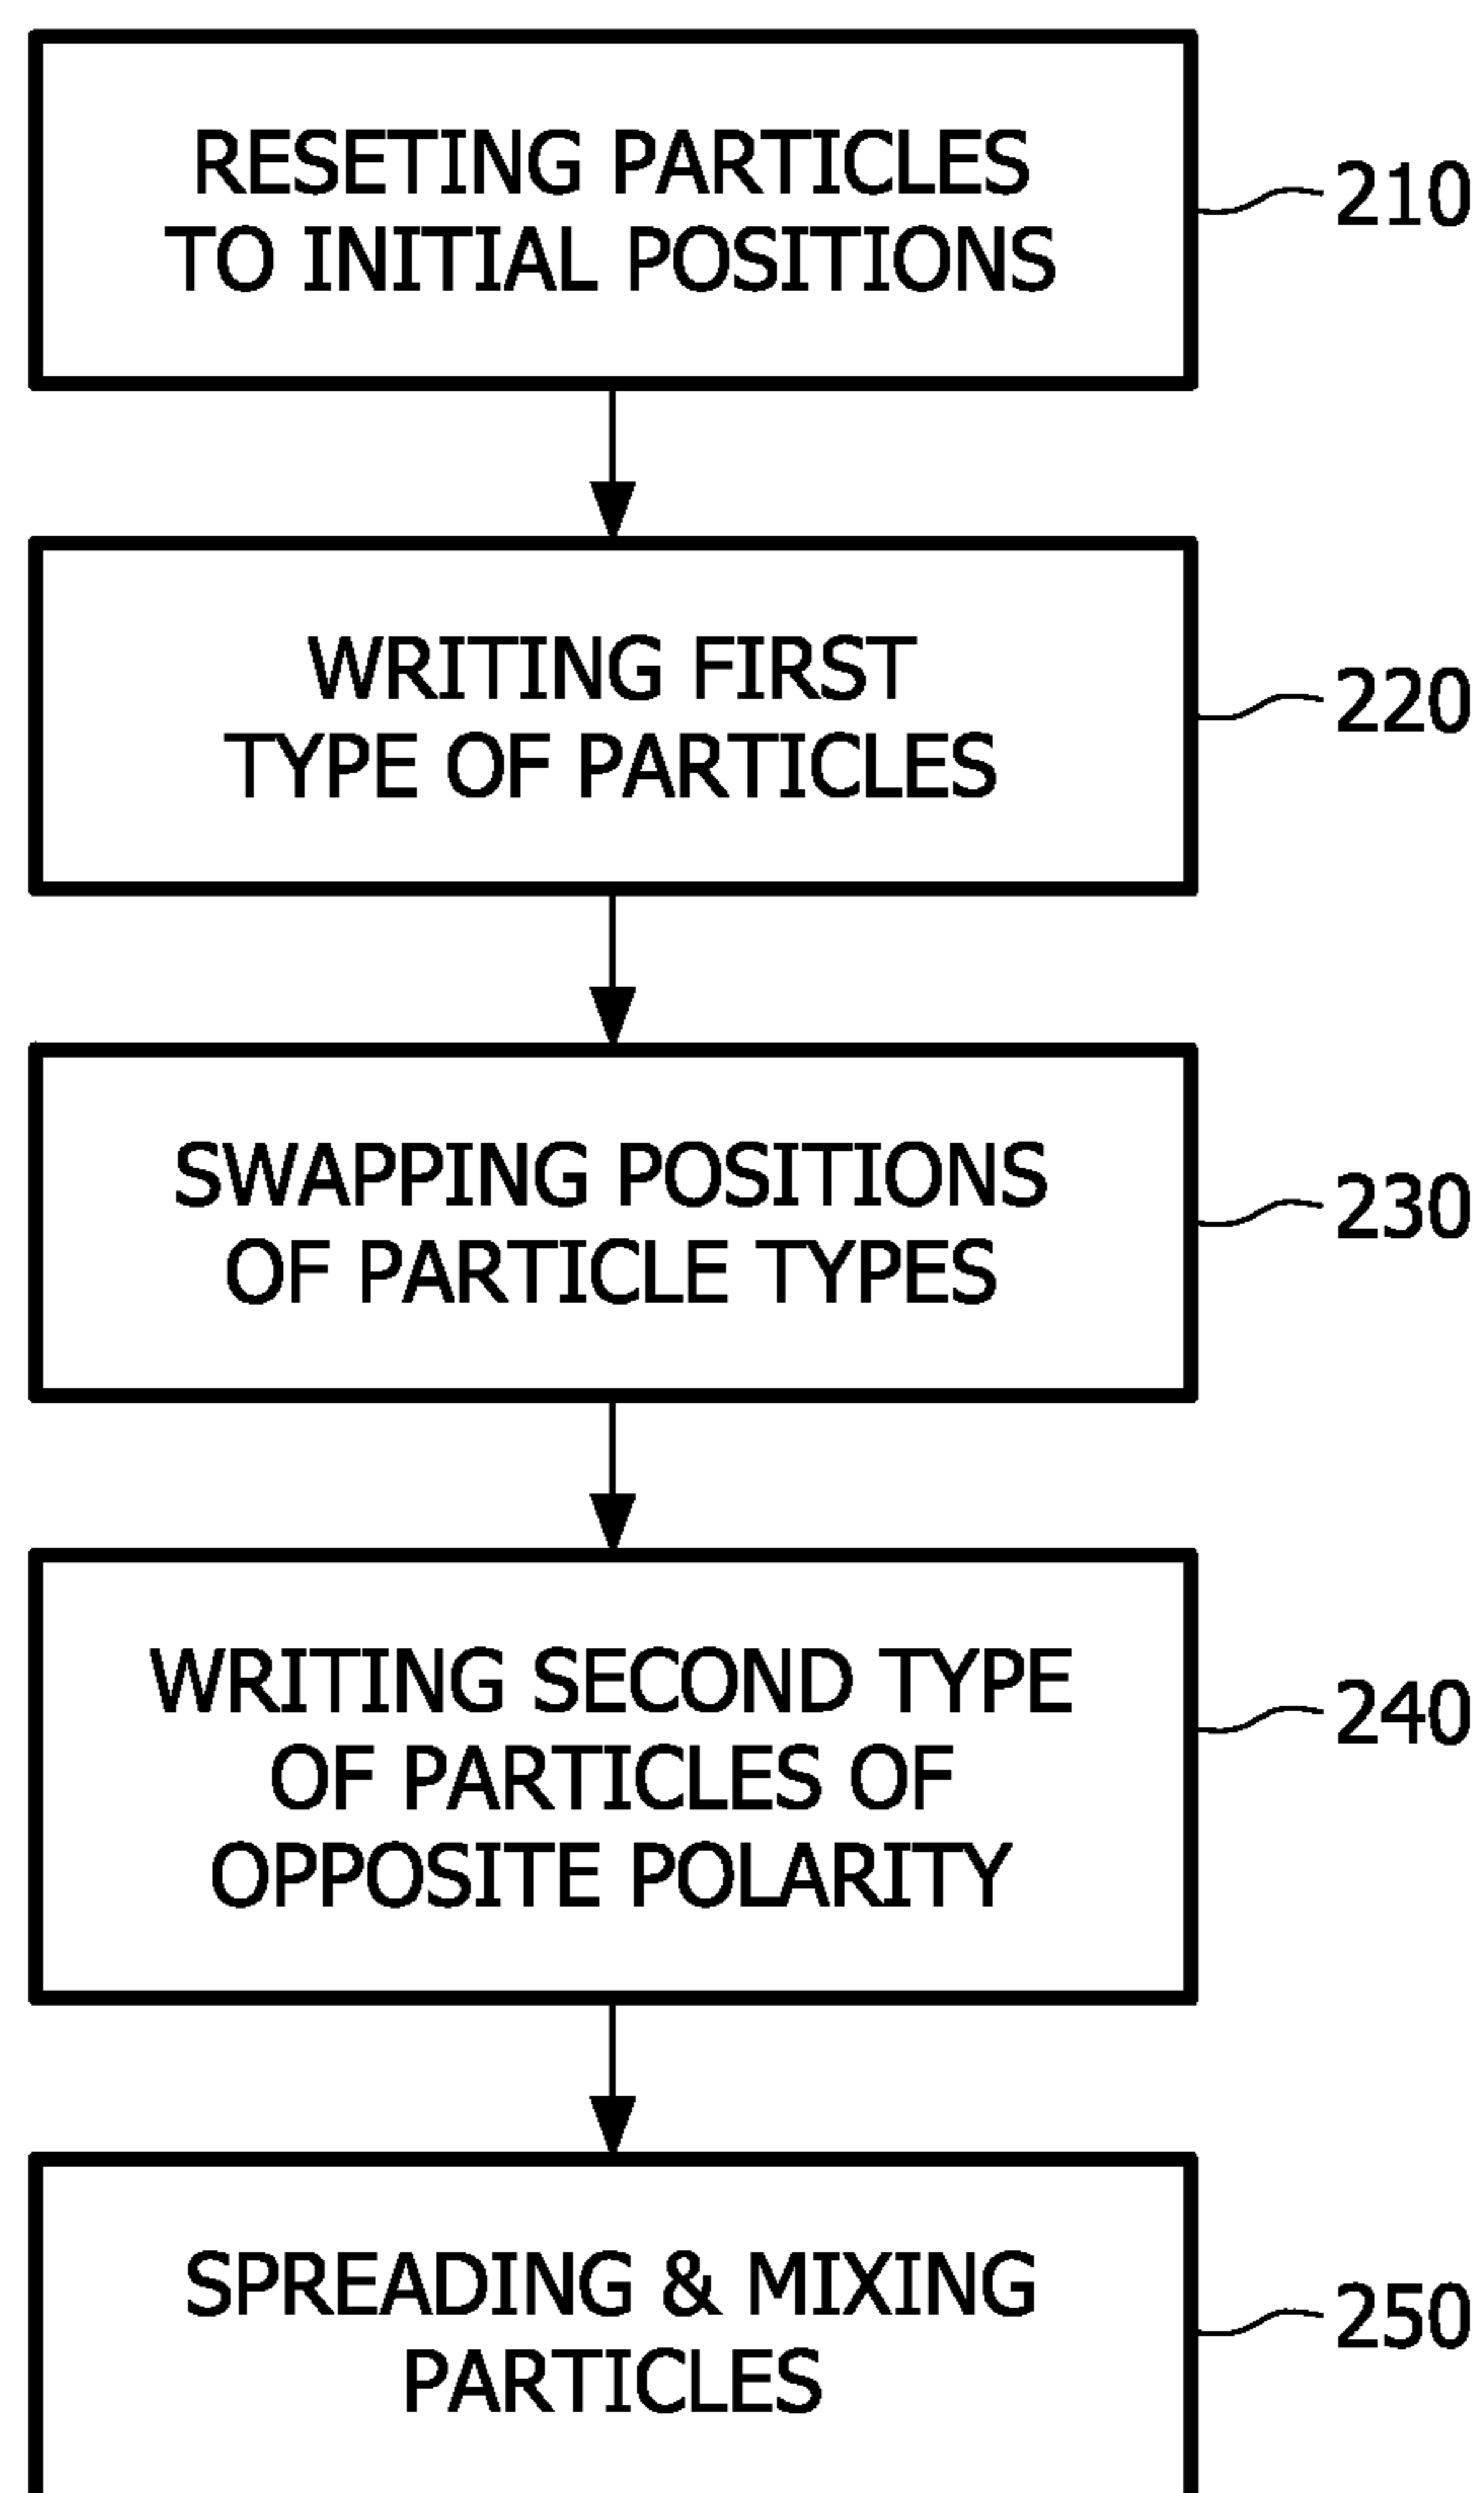 RESETING PARTICLES
TO INITIAL POSITIONS
210
WRITING FIRST
TYPE OF PARTICLES
220
SWAPPING POSITIONS
OF PARTICLE TYPES
230
WRITING SECOND TYPE
OF PARTICLES OF
OPPOSITE POLARITY
240
SPREADING & MIXING
PARTICLES
250